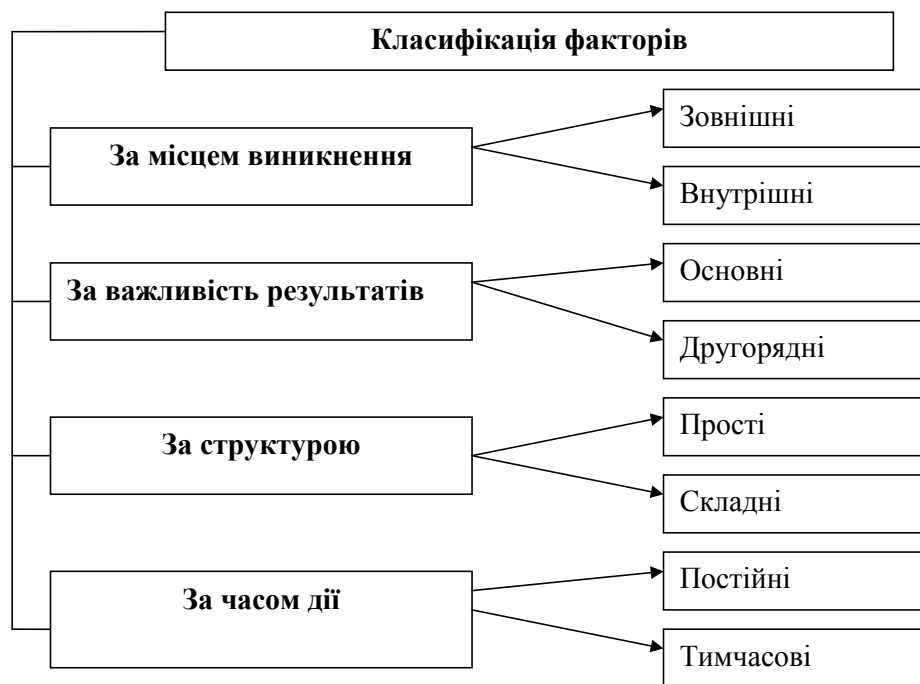 Класифікація факторів
За місцем виникнення
Зовнішні
Внутрішні
За важливість результатів
Основні
Другорядні
За структурою
Прості
Складні
За часом дії
Постійні
Тимчасові